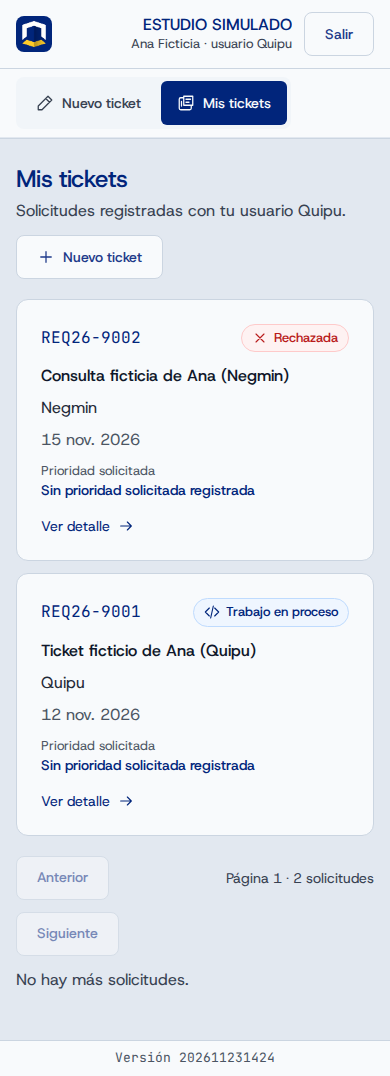 ESTUDIO SIMULADO
Ana Ficticia · usuario Quipu
Salir
Nuevo ticket
Mis tickets
Mis tickets
Solicitudes registradas con tu usuario Quipu.
Nuevo ticket
REQ26-9002
Rechazada
Consulta ficticia de Ana (Negmin)
Negmin
15 nov. 2026
Prioridad solicitada
Sin prioridad solicitada registrada
Ver detalle
REQ26-9001
Trabajo en proceso
Ticket ficticio de Ana (Quipu)
Quipu
12 nov. 2026
Prioridad solicitada
Sin prioridad solicitada registrada
Ver detalle
Anterior
Página 1 · 2 solicitudes
Siguiente
No hay más solicitudes.
Versión 202611231424